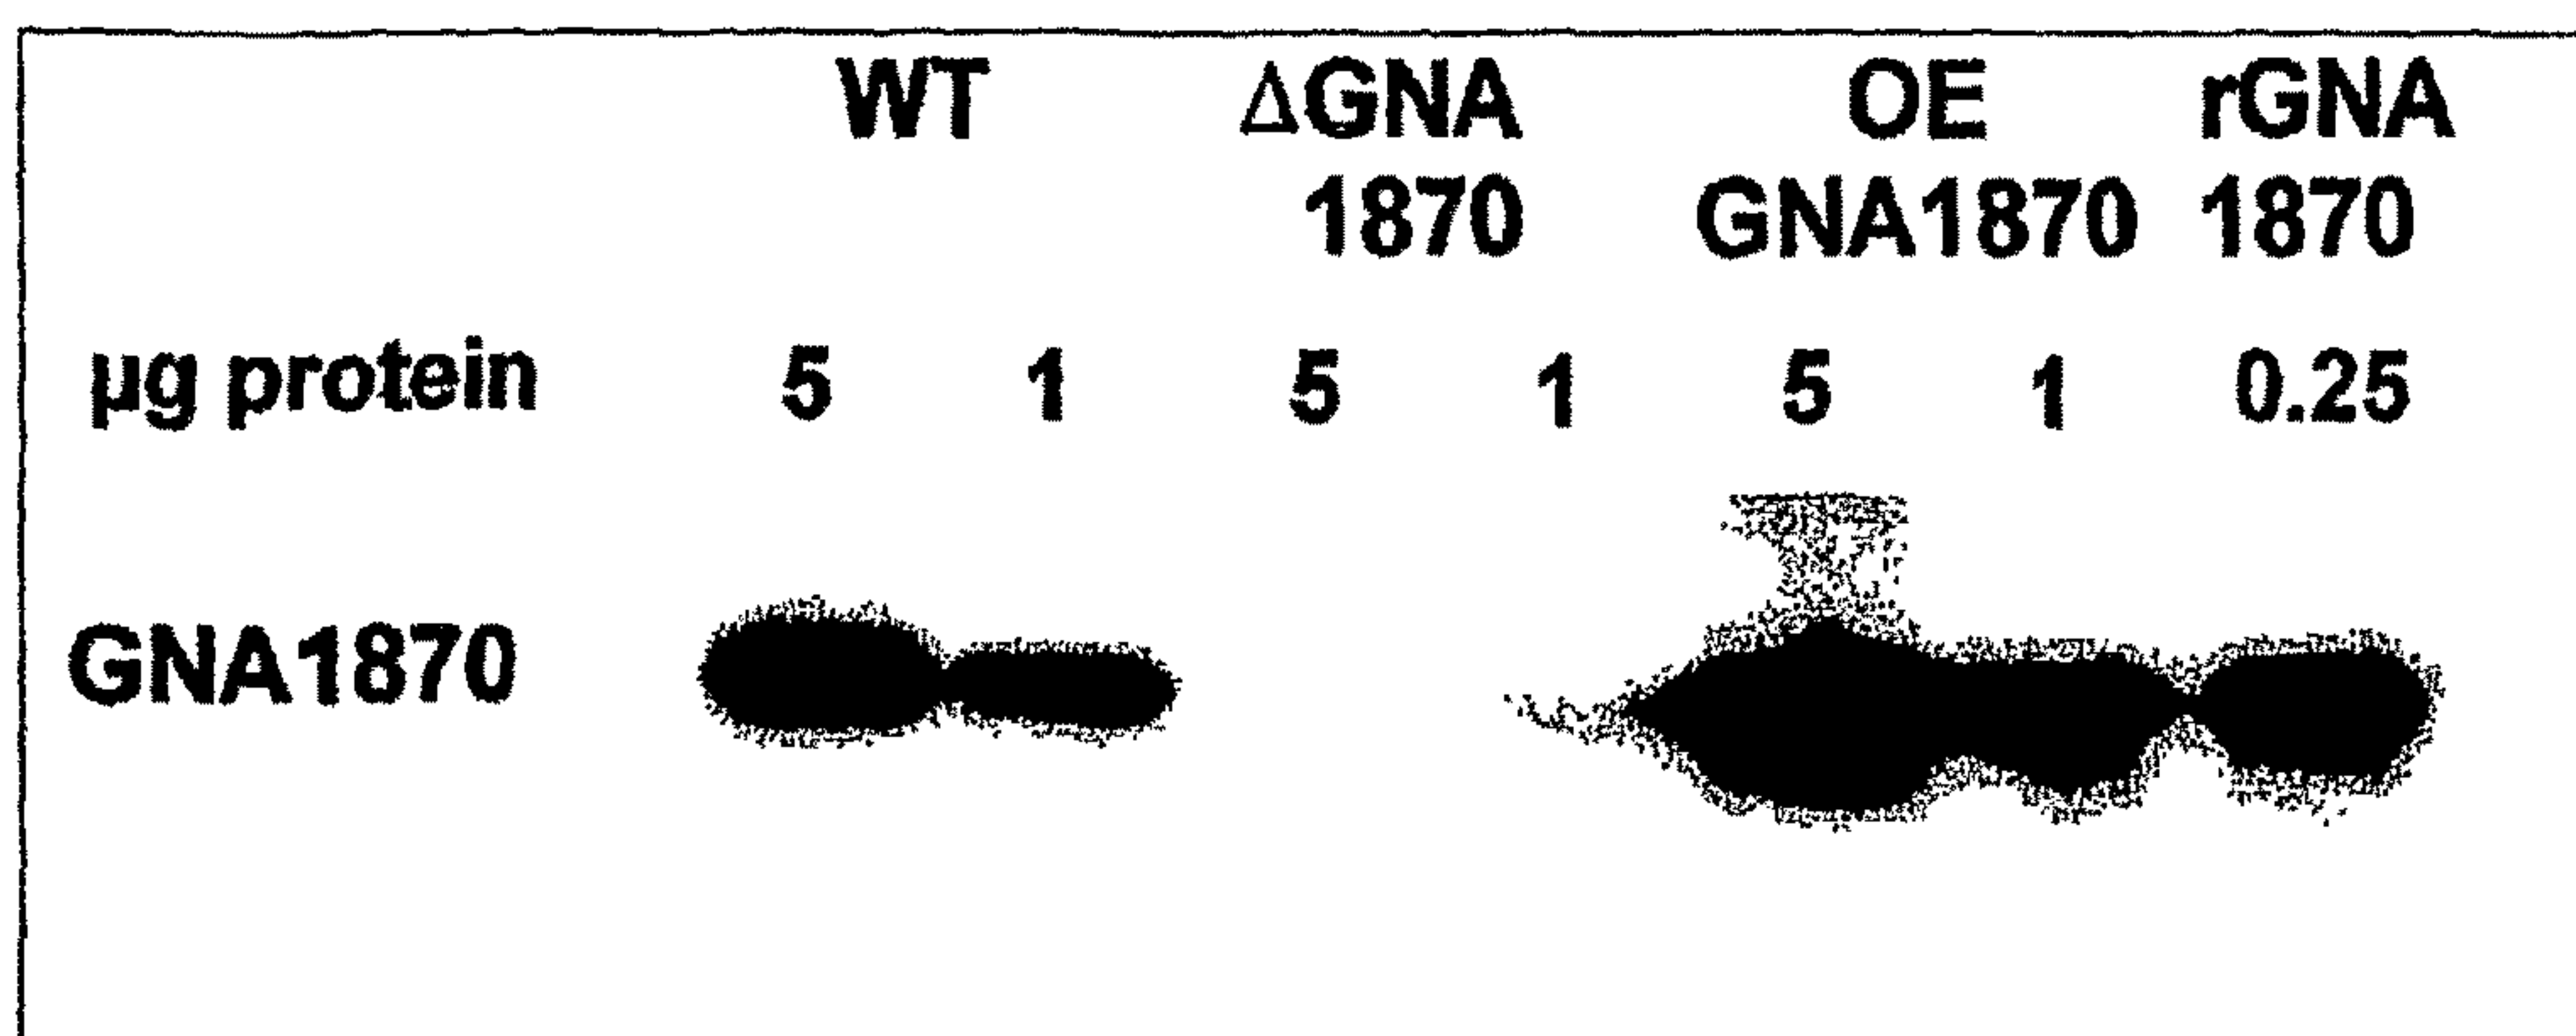 WT ΔGNA OE rGNA
1870 GNA1870 1870
µg protein 5 1 5 1 5 1 0.25
GNA1870